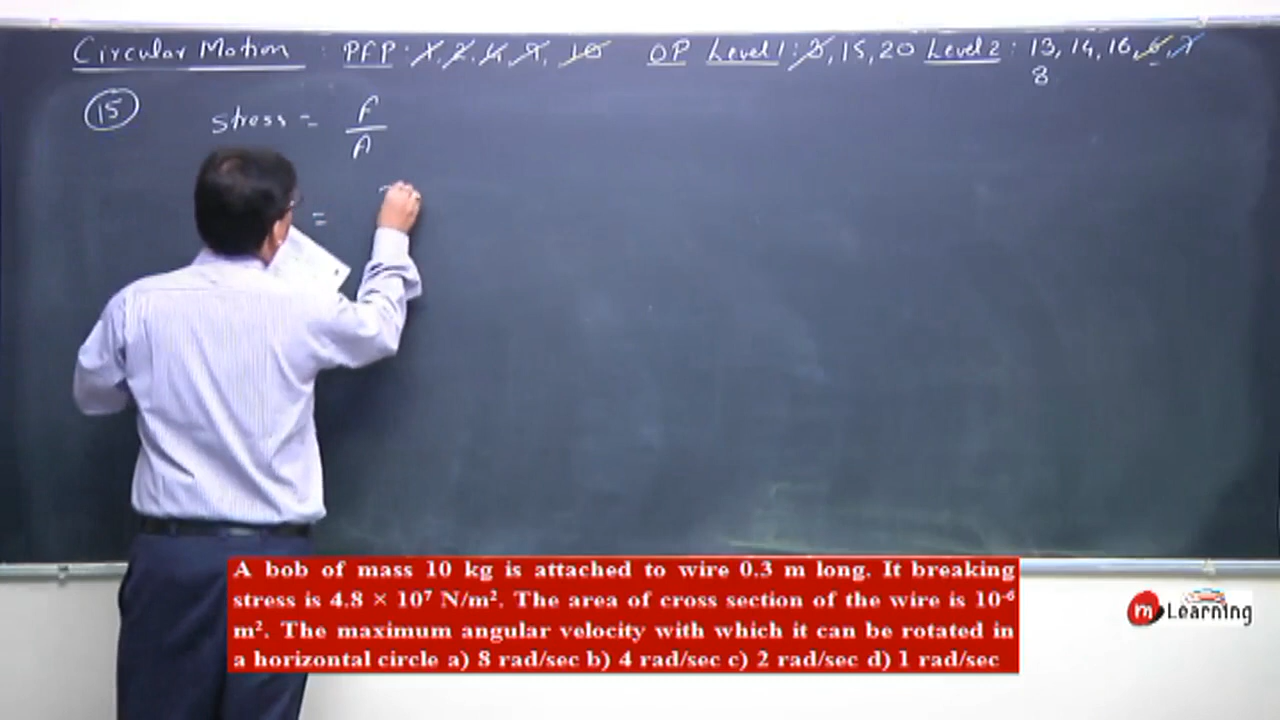 Circular Motion : PFP : 1, 2, 4, 9, 10 OP Level 1 : 3, 15, 20 Level 2 : 13, 14, 16, 6, 7
8
15 stress = F
A
=
A bob of mass 10 kg is attached to wire 0.3 m long. It breaking
stress is 4.8 × 10⁷ N/m². The area of cross section of the wire is 10⁻⁶
m². The maximum angular velocity with which it can be rotated in
a horizontal circle a) 8 rad/sec b) 4 rad/sec c) 2 rad/sec d) 1 rad/sec
m Learning